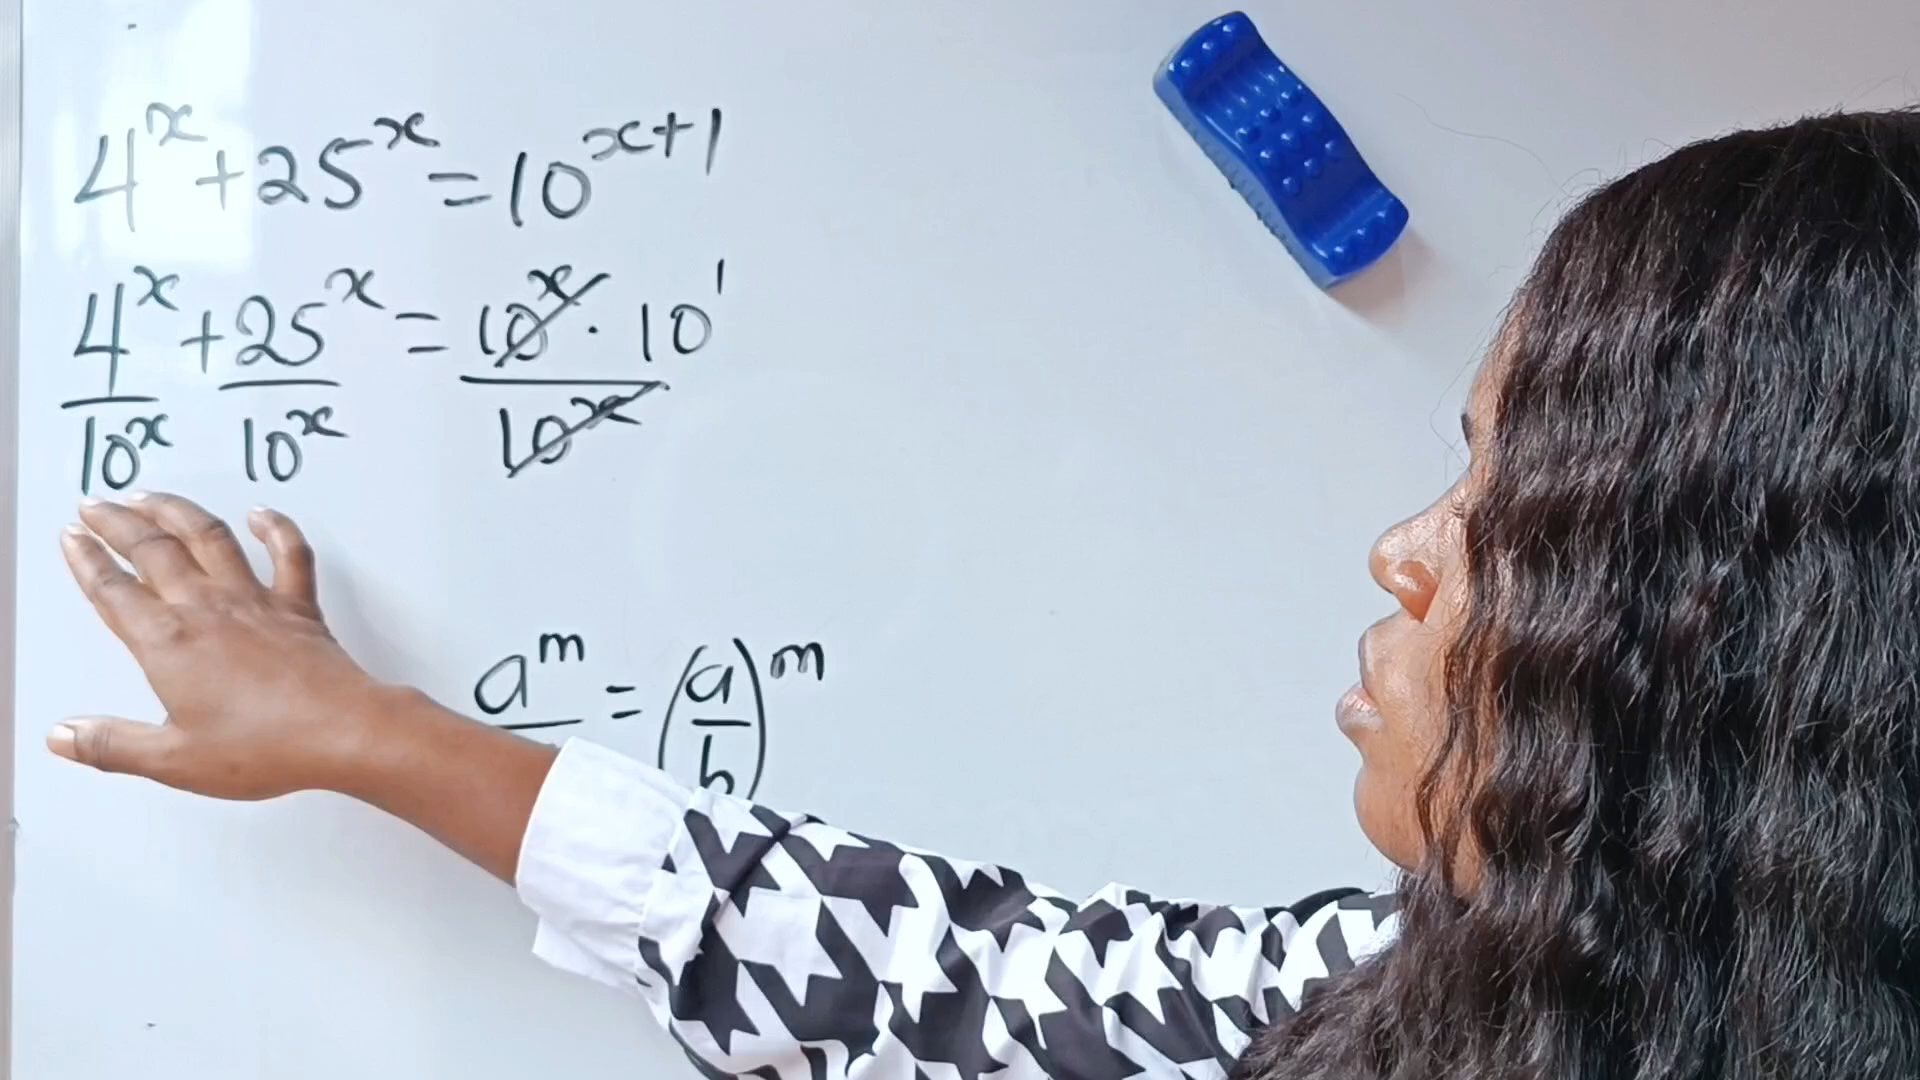 4^x + 25^x = 10^(x+1)
4^x/10^x + 25^x/10^x = 10^x · 10^1/10^x
a^m = (a/b)^m